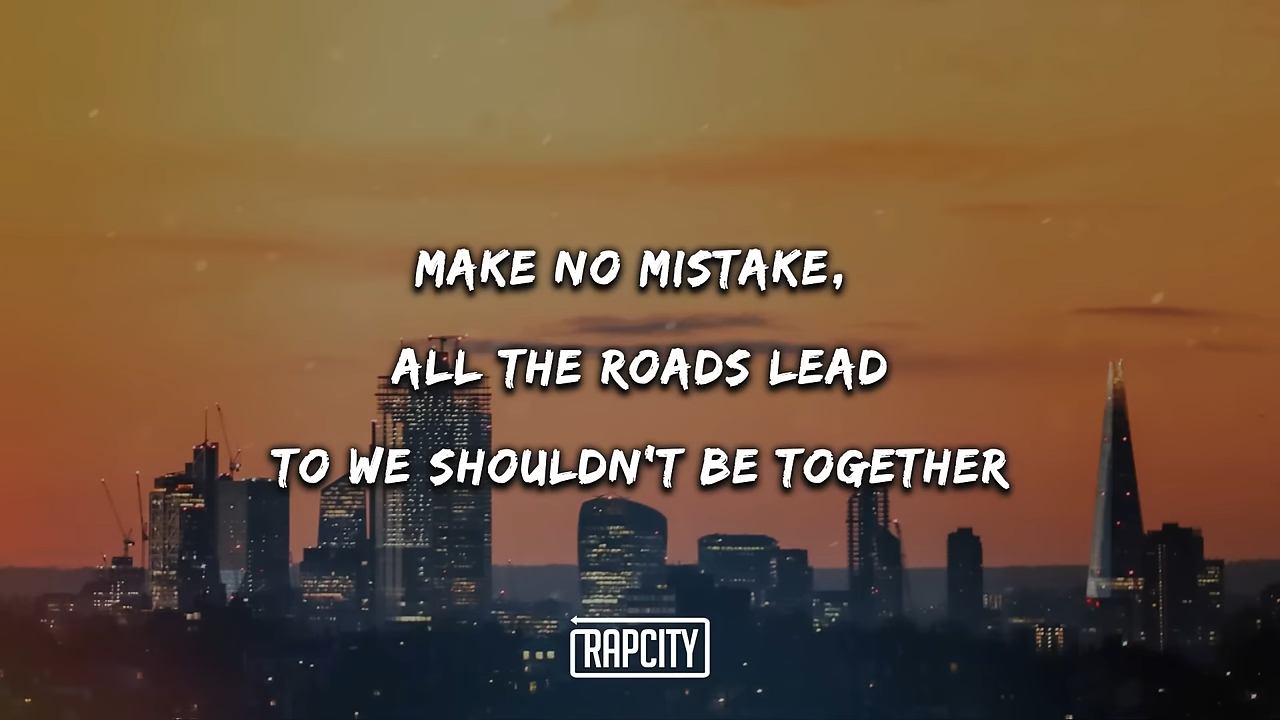 MAKE NO MISTAKE,
ALL THE ROADS LEAD
TO WE SHOULDN'T BE TOGETHER
RAPCITY